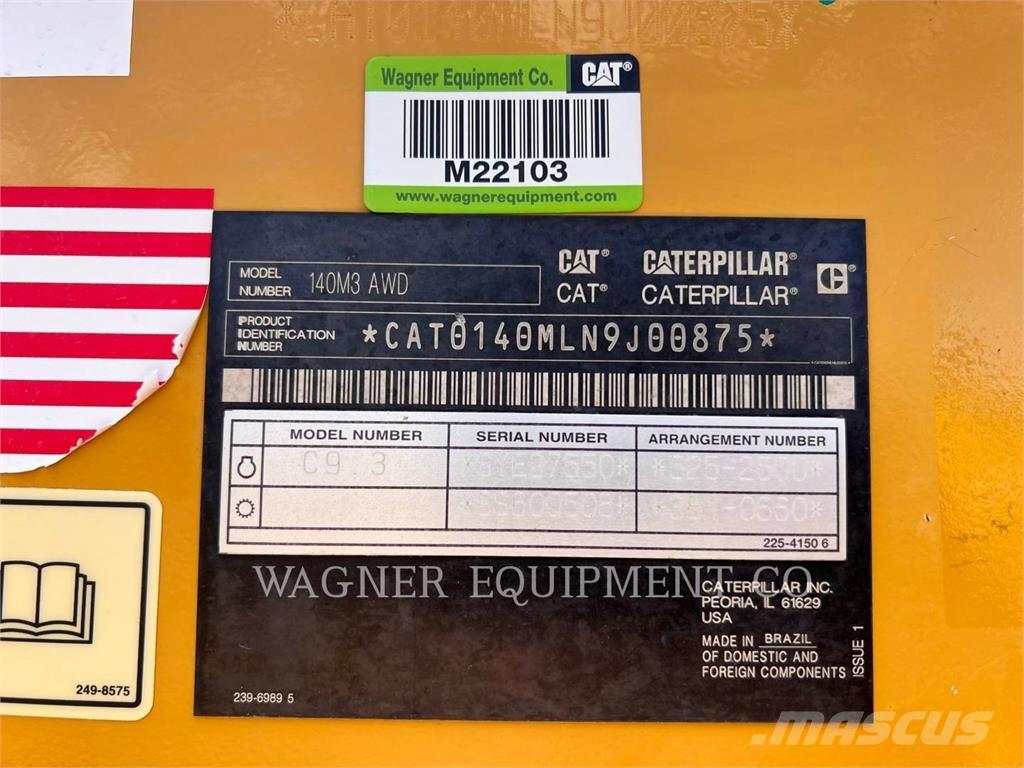 Wagner Equipment Co. CAT®
M22103
www.wagnerequipment.com
CAT® CATERPILLAR®
CAT® CATERPILLAR®
MODEL NUMBER 140M3 AWD
PRODUCT IDENTIFICATION NUMBER *CAT0140MLN9J00875*
MODEL NUMBER SERIAL NUMBER ARRANGEMENT NUMBER
C9.3
225-4150 6
WAGNER EQUIPMENT CO
CATERPILLAR INC.
PEORIA, IL 61629
USA
MADE IN BRAZIL
OF DOMESTIC AND
FOREIGN COMPONENTS
ISSUE 1
239-6989 5
249-8575
MASCUS